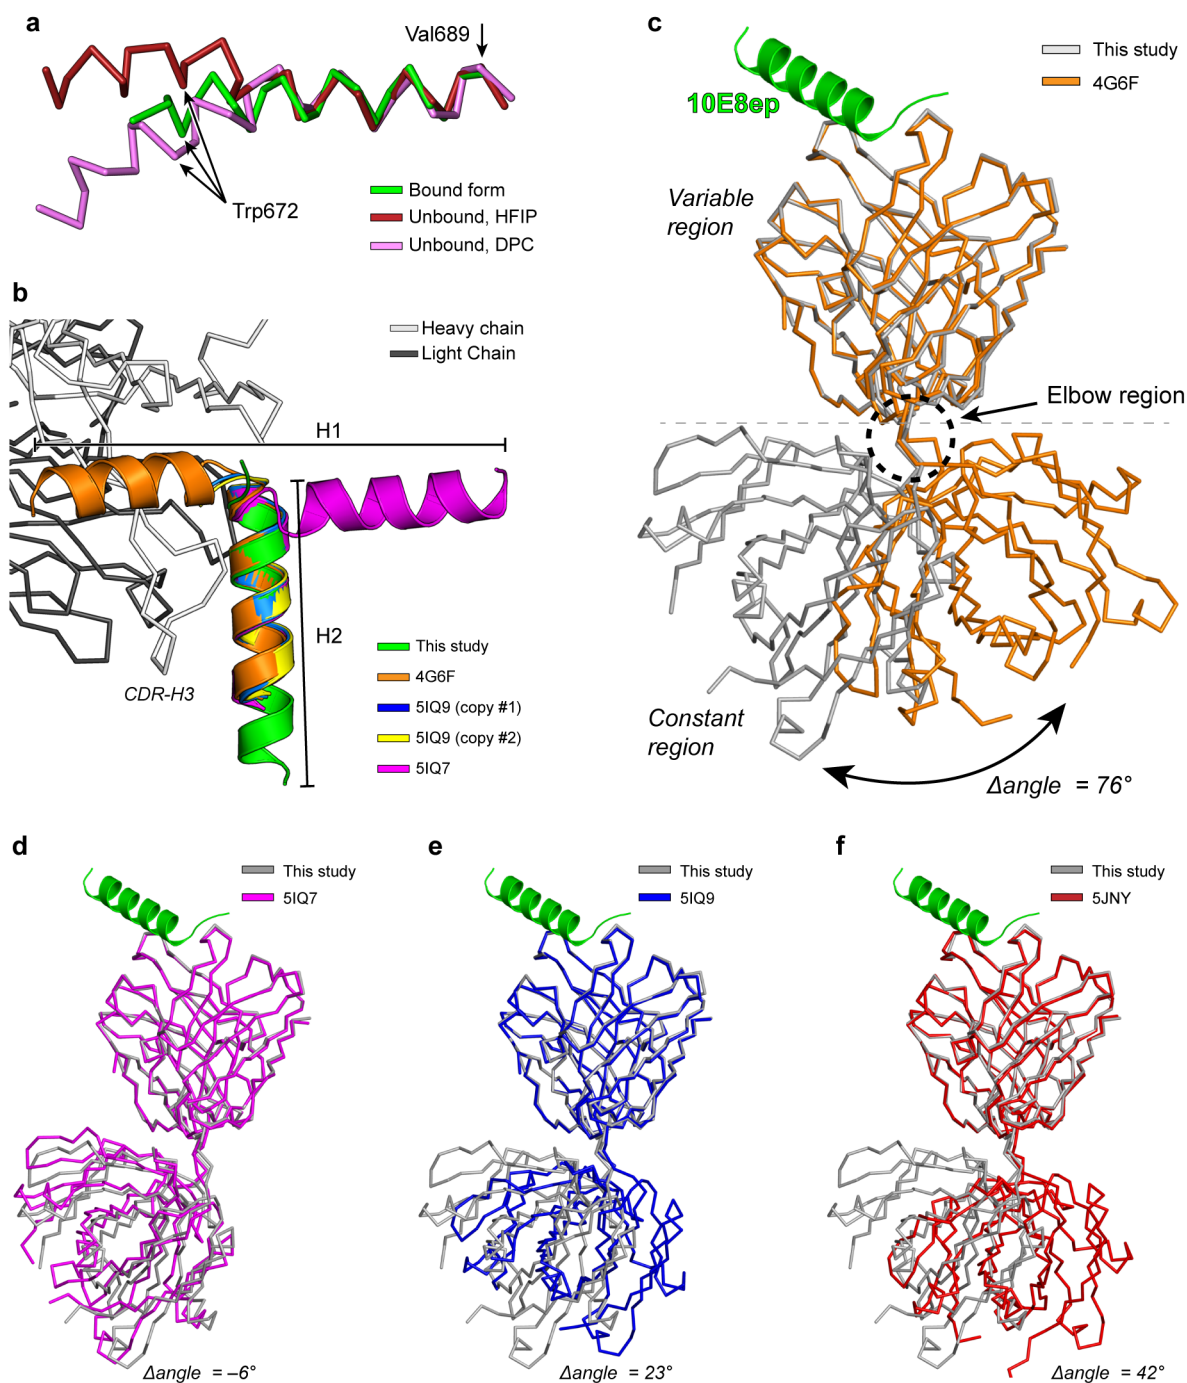 a
Val689
Trp672
Bound form
Unbound, HFIP
Unbound, DPC
b
Heavy chain
Light Chain
H1
H2
CDR-H3
This study
4G6F
5IQ9 (copy #1)
5IQ9 (copy #2)
5IQ7
c
This study
4G6F
10E8ep
Variable
region
Elbow region
Constant
region
Δangle = 76°
d
This study
5IQ7
Δangle = –6°
e
This study
5IQ9
Δangle = 23°
f
This study
5JNY
Δangle = 42°